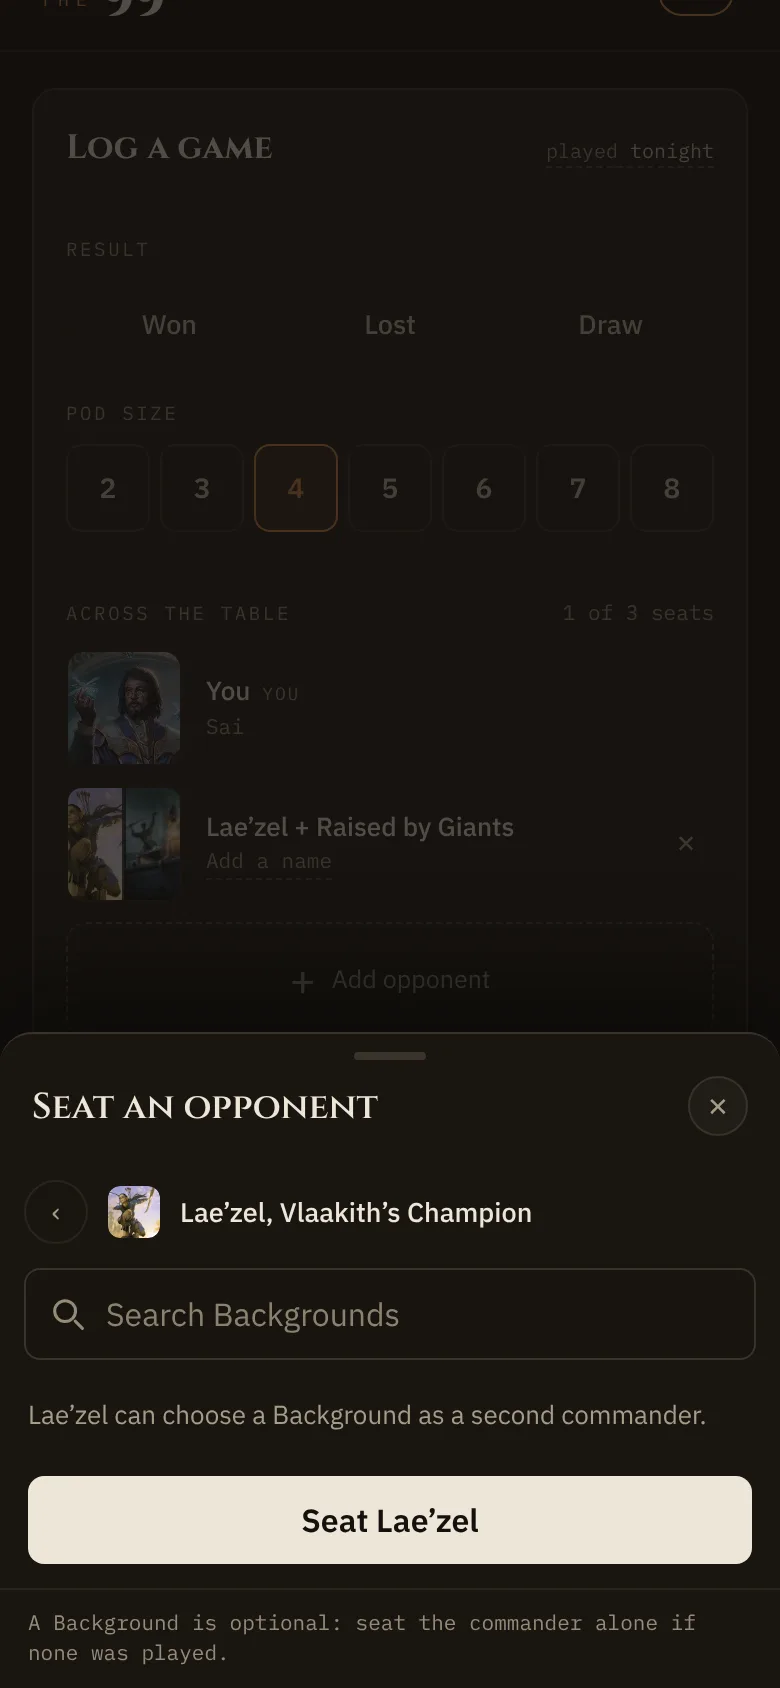 THE 99
Log a game
played tonight
RESULT
Won Lost Draw
POD SIZE
2 3 4 5 6 7 8
ACROSS THE TABLE 1 of 3 seats
You YOU
Sai
Lae’zel + Raised by Giants ×
Add a name
+ Add opponent
Seat an opponent ×
‹ Lae’zel, Vlaakith’s Champion
Search Backgrounds
Lae’zel can choose a Background as a second commander.
Seat Lae’zel
A Background is optional: seat the commander alone if
none was played.